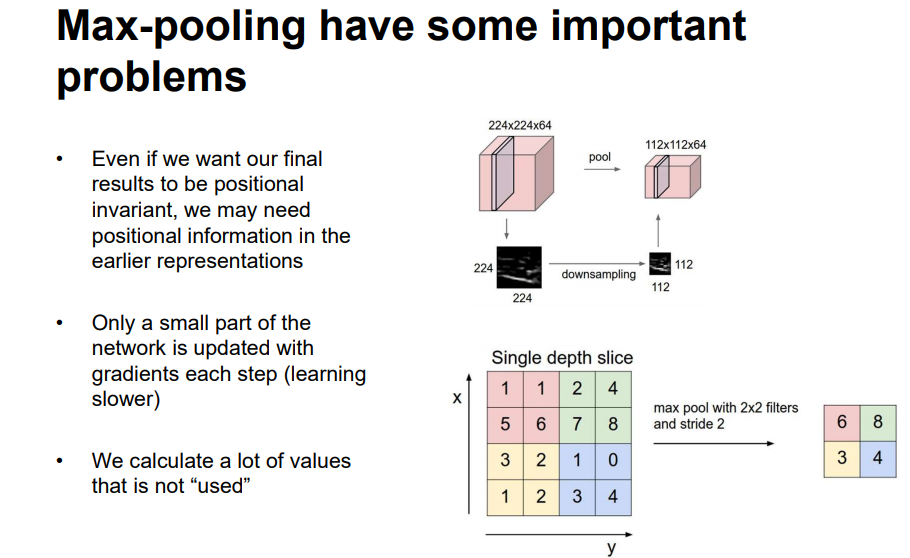 Max-pooling have some important
problems
• Even if we want our final
results to be positional
invariant, we may need
positional information in the
earlier representations
• Only a small part of the
network is updated with
gradients each step (learning
slower)
• We calculate a lot of values
that is not “used”
224x224x64
pool
112x112x64
224
224
downsampling
112
112
Single depth slice
x
1 1 2 4
5 6 7 8
3 2 1 0
1 2 3 4
y
max pool with 2x2 filters
and stride 2
6 8
3 4